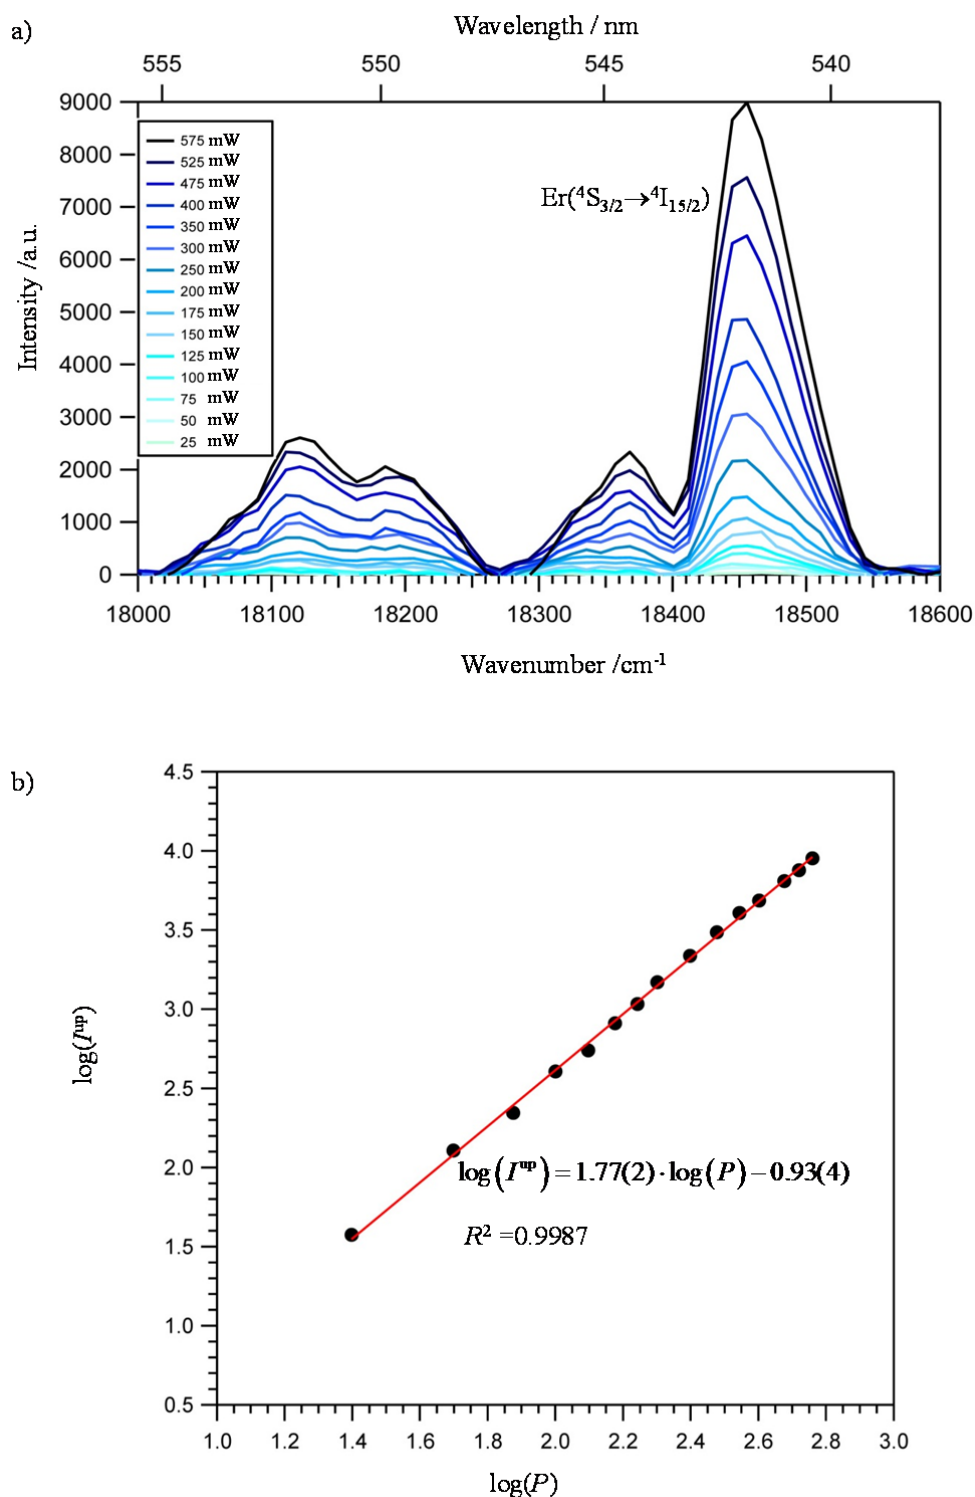 a)
Wavelength / nm
555 550 545 540
9000
8000
7000
6000
5000
4000
3000
2000
1000
0
Intensity /a.u.
575 mW
525 mW
475 mW
400 mW
350 mW
300 mW
250 mW
200 mW
175 mW
150 mW
125 mW
100 mW
75 mW
50 mW
25 mW
Er(⁴S₃/₂→⁴I₁₅/₂)
18000 18100 18200 18300 18400 18500 18600
Wavenumber /cm⁻¹
b)
4.5
4.0
3.5
3.0
2.5
2.0
1.5
1.0
0.5
log(Iᵘᵖ)
log(Iᵘᵖ)=1.77(2)·log(P)−0.93(4)
R² =0.9987
1.0 1.2 1.4 1.6 1.8 2.0 2.2 2.4 2.6 2.8 3.0
log(P)